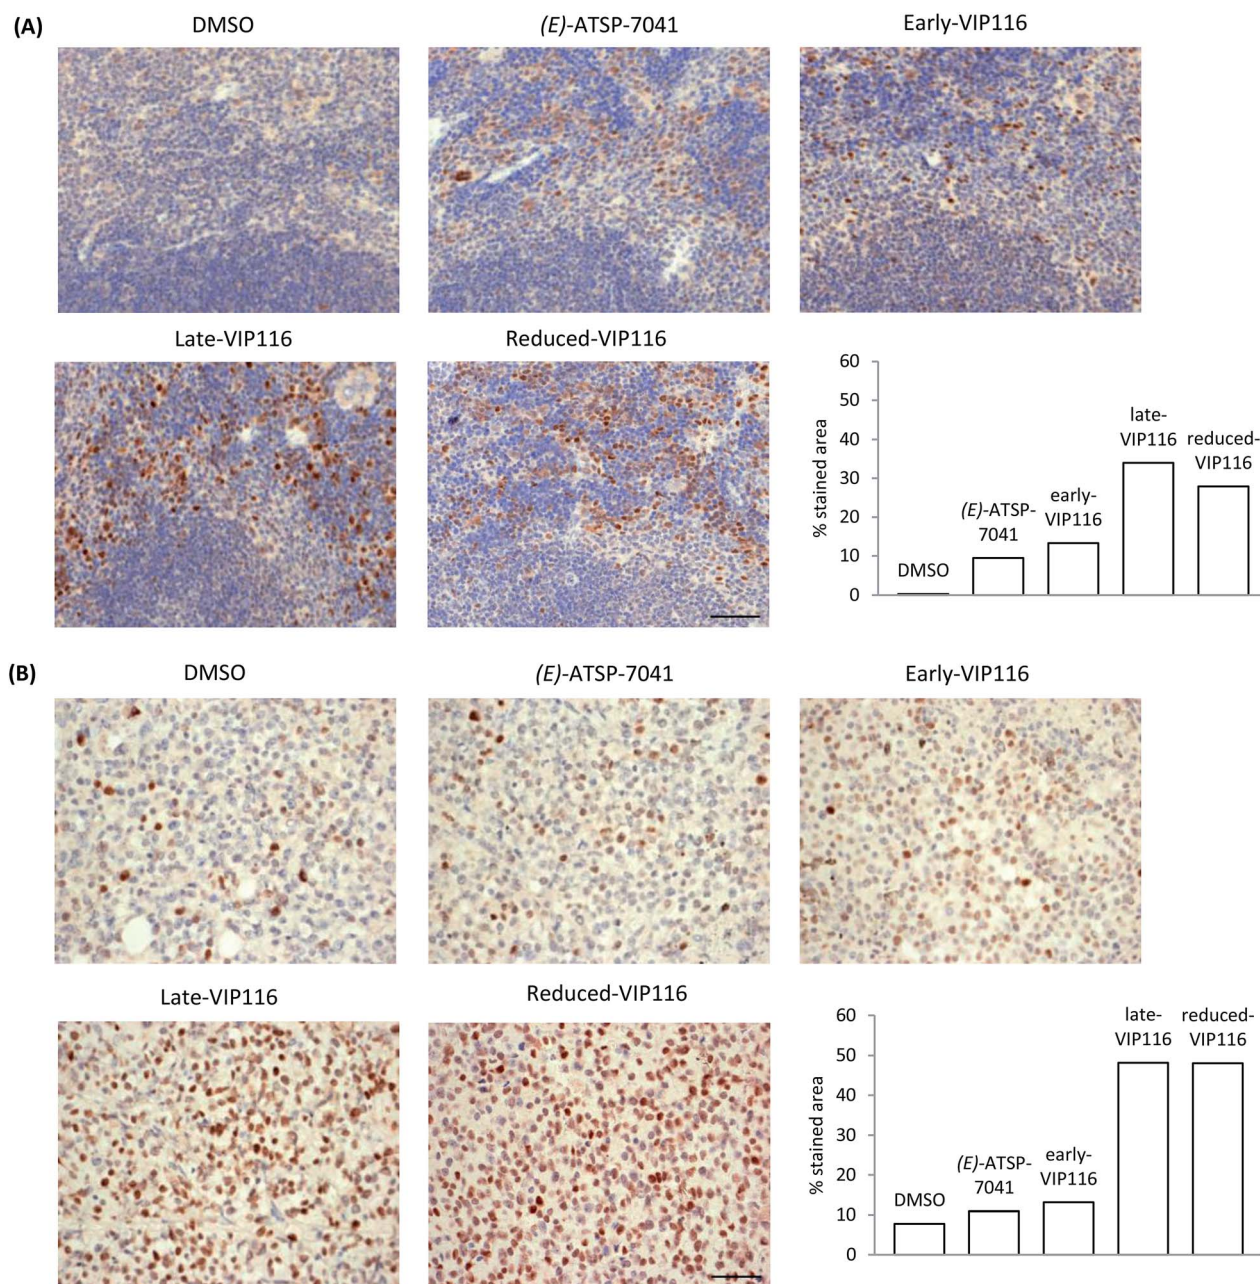 (A)
DMSO
(E)-ATSP-7041
Early-VIP116
Late-VIP116
Reduced-VIP116
% stained area
60
50
40
30
20
10
0
DMSO
(E)-ATSP-
7041
early-
VIP116
late-
VIP116
reduced-
VIP116
(B)
DMSO
(E)-ATSP-7041
Early-VIP116
Late-VIP116
Reduced-VIP116
% stained area
60
50
40
30
20
10
0
DMSO
(E)-ATSP-
7041
early-
VIP116
late-
VIP116
reduced-
VIP116